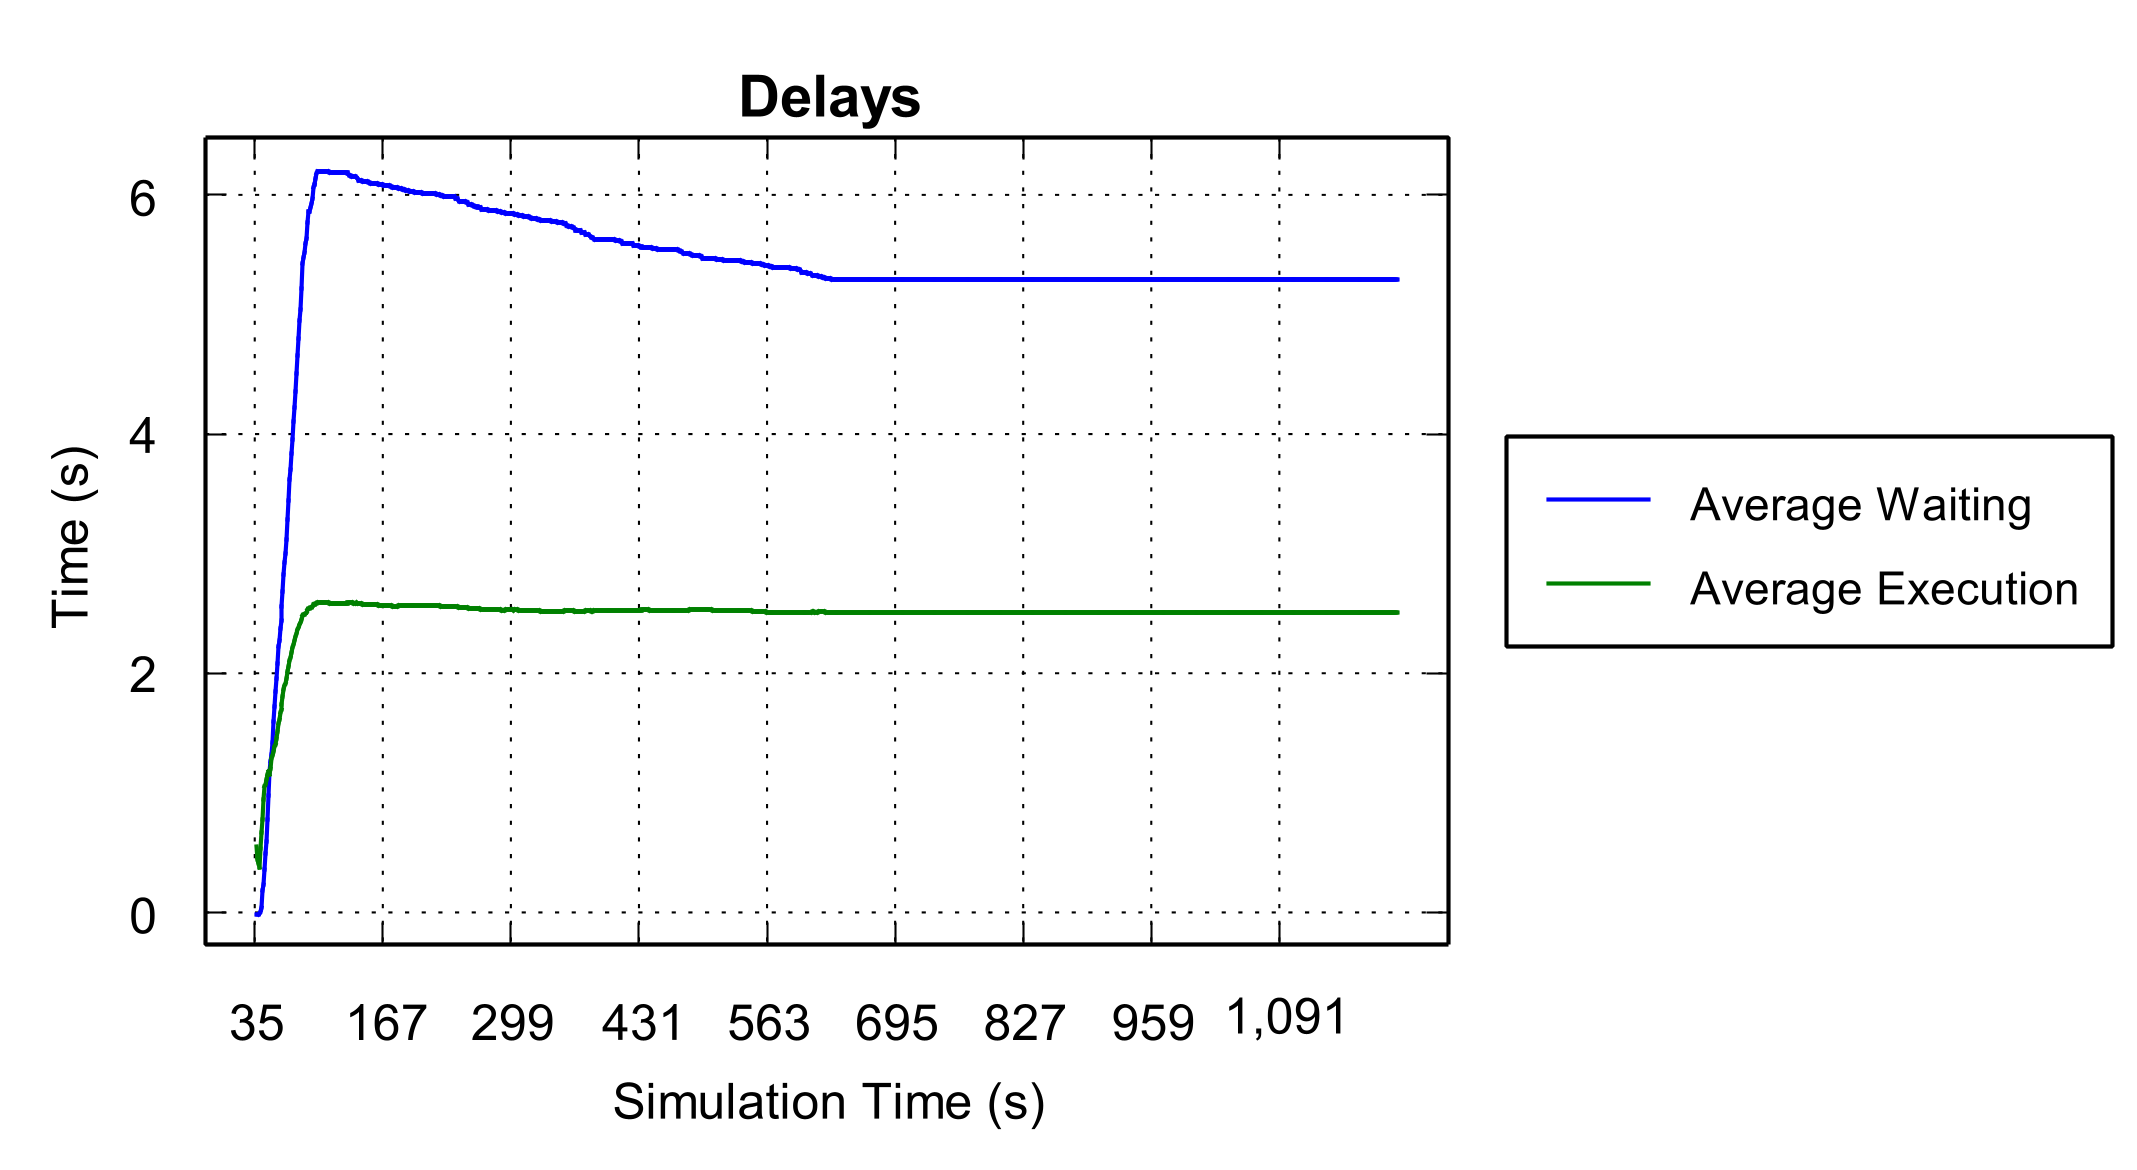 Delays
6
4
2
0
Time (s)
35 167 299 431 563 695 827 959 1,091
Simulation Time (s)
Average Waiting
Average Execution